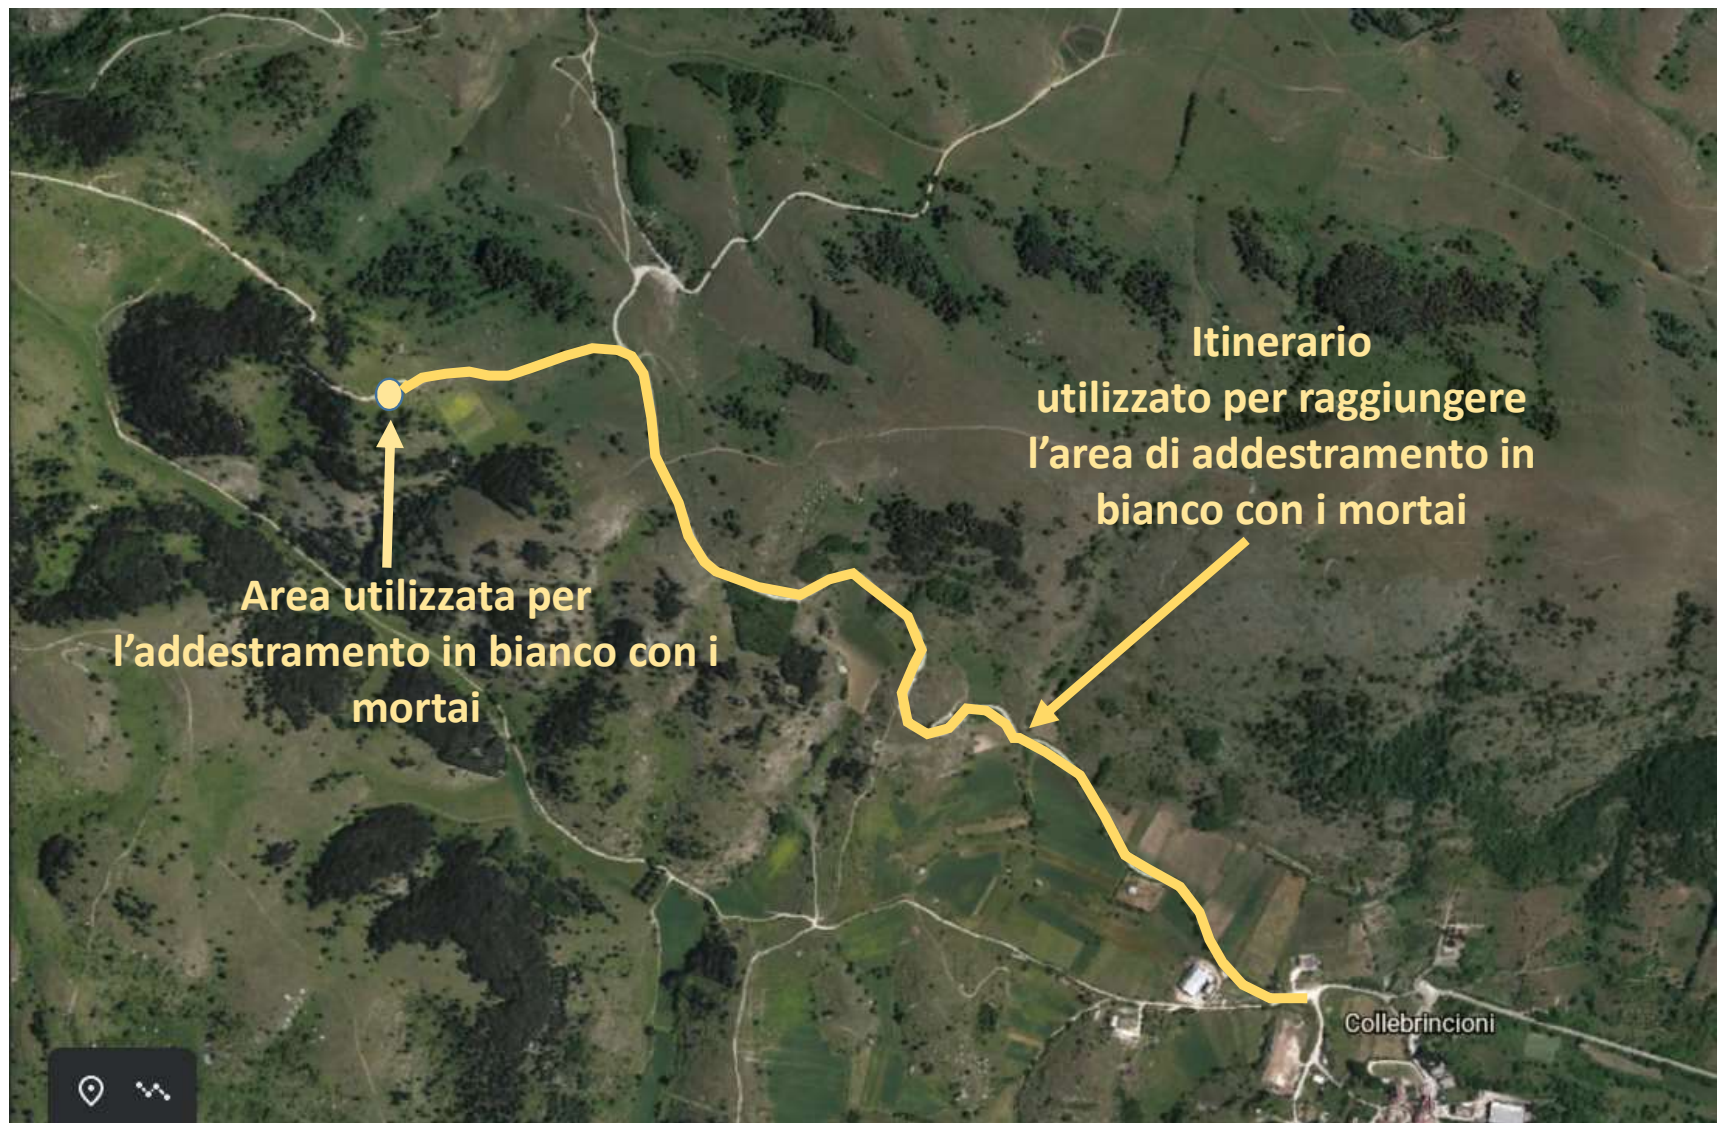 Itinerario
utilizzato per raggiungere
l’area di addestramento in
bianco con i mortai
Area utilizzata per
l’addestramento in bianco con i
mortai
Collebrincioni